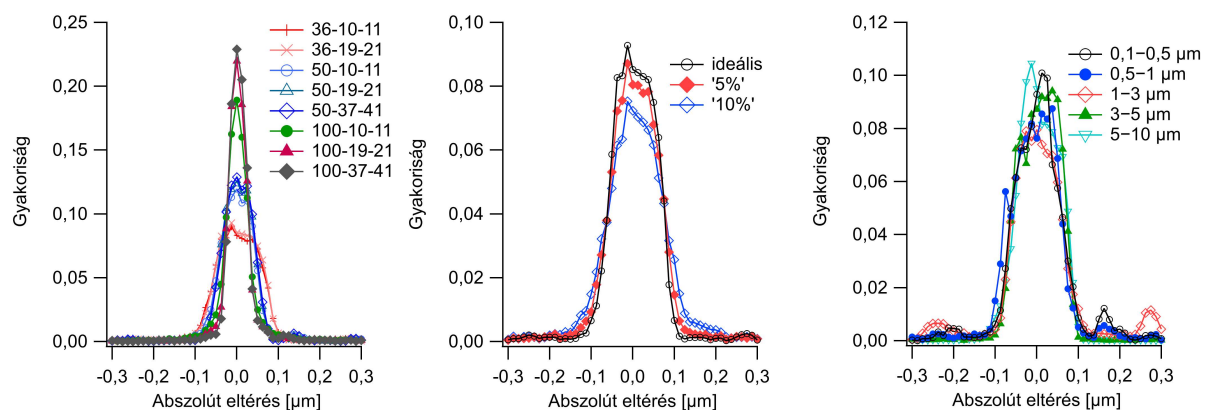 0,25
0,20
0,15
0,10
0,05
0,00
Gyakoriság
36-10-11
36-19-21
50-10-11
50-19-21
50-37-41
100-10-11
100-19-21
100-37-41
-0,3 -0,2 -0,1 0,0 0,1 0,2 0,3
Abszolút eltérés [µm]
0,10
0,08
0,06
0,04
0,02
0,00
Gyakoriság
ideális
'5%'
'10%'
-0,3 -0,2 -0,1 0,0 0,1 0,2 0,3
Abszolút eltérés [µm]
0,12
0,10
0,08
0,06
0,04
0,02
0,00
Gyakoriság
0,1−0,5 µm
0,5−1 µm
1−3 µm
3−5 µm
5−10 µm
-0,3 -0,2 -0,1 0,0 0,1 0,2 0,3
Abszolút eltérés [µm]